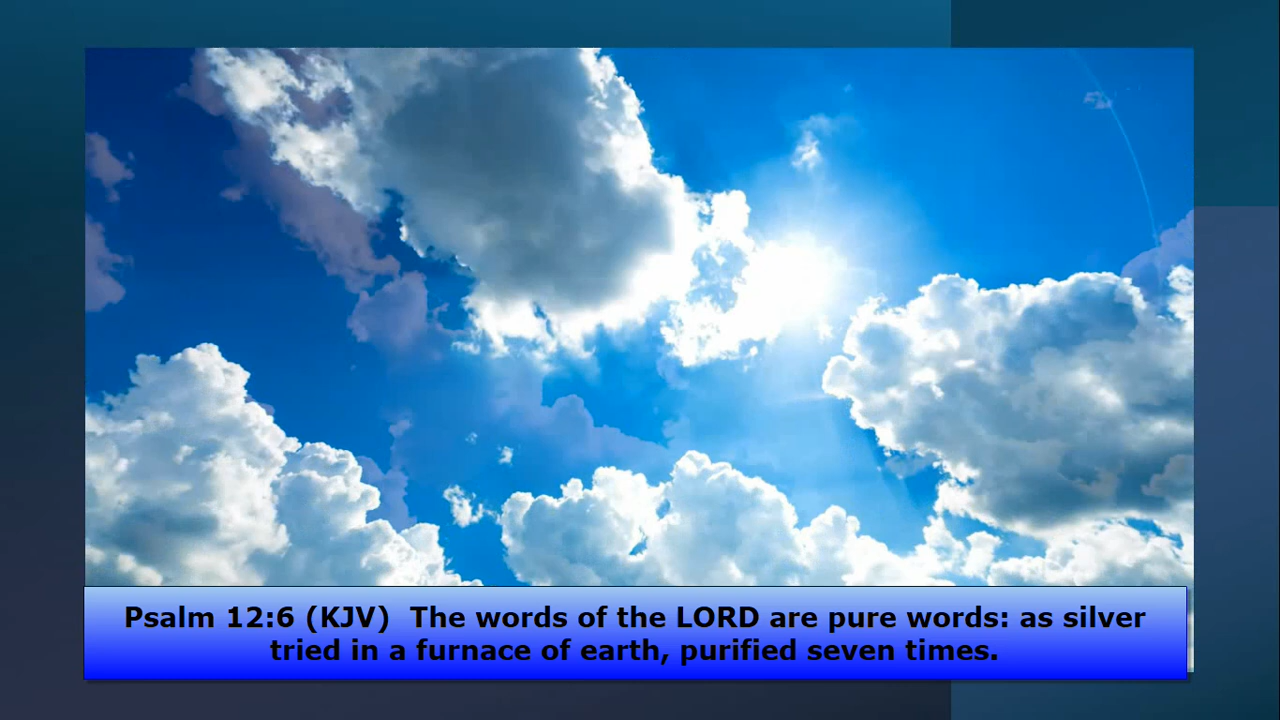 Psalm 12:6 (KJV)  The words of the LORD are pure words: as silver
tried in a furnace of earth, purified seven times.